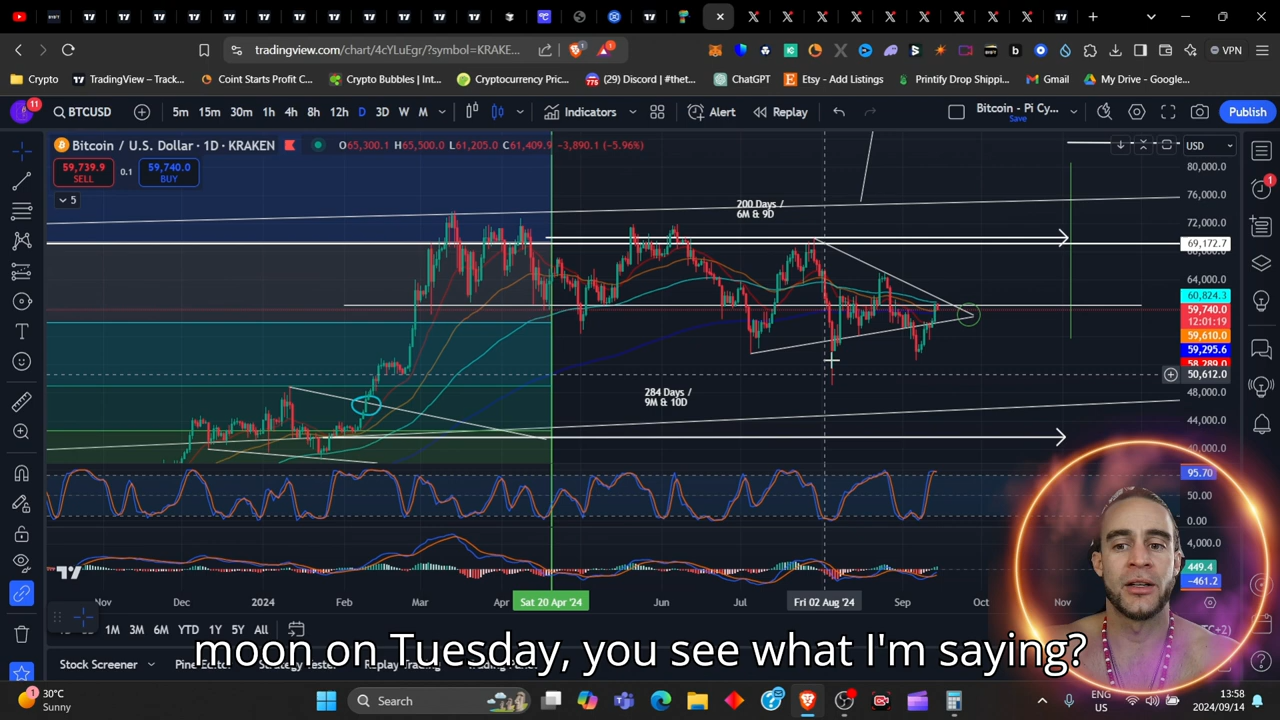 tradingview.com/chart/4cYLuEgr/?symbol=KRAKE...
VPN
Crypto
TradingView – Track...
Coint Starts Profit C...
Crypto Bubbles | Int...
Cryptocurrency Pric...
(29) Discord | #thet...
ChatGPT
Etsy - Add Listings
Printify Drop Shippi...
Gmail
My Drive - Google...
11
BTCUSD
5m 15m 30m 1h 4h 8h 12h D 3D W M
Indicators
Alert
Replay
Bitcoin - Pi Cy...
Save
Publish
Bitcoin / U.S. Dollar · 1D · KRAKEN
O65,300.1 H65,500.0 L61,205.0 C61,409.9 −3,890.1 (−5.96%)
USD
59,739.9
SELL
0.1
59,740.0
BUY
5
80,000.0
76,000.0
72,000.0
69,172.7
64,000.0
60,824.3
59,740.0
12:01:19
59,610.0
59,295.6
58,289.0
50,612.0
48,000.0
44,000.0
40,000.0
200 Days /
6M & 9D
284 Days /
9M & 10D
95.70
50.00
0.00
4,000.0
449.4
−461.2
Nov Dec 2024 Feb Mar Apr Sat 20 Apr '24 Jun Jul Fri 02 Aug '24 Sep Oct Nov
1M 3M 6M YTD 1Y 5Y All
moon on Tuesday, you see what I'm saying?
Stock Screener
30°C
Sunny
Search
ENG
US
13:58
2024/09/14